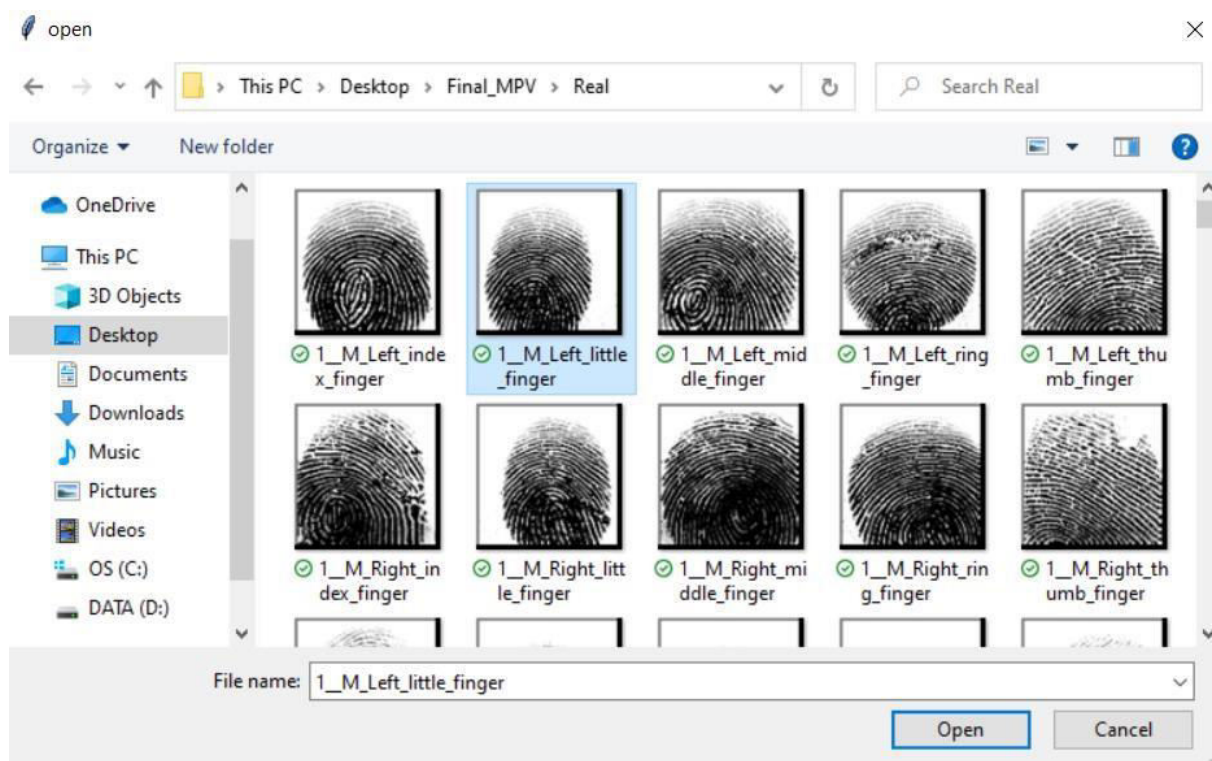 open
This PC > Desktop > Final_MPV > Real
Search Real
Organize
New folder
OneDrive
This PC
3D Objects
Desktop
Documents
Downloads
Music
Pictures
Videos
OS (C:)
DATA (D:)
1__M_Left_inde
x_finger
1__M_Left_little
_finger
1__M_Left_mid
dle_finger
1__M_Left_ring
_finger
1__M_Left_thu
mb_finger
1__M_Right_in
dex_finger
1__M_Right_litt
le_finger
1__M_Right_mi
ddle_finger
1__M_Right_rin
g_finger
1__M_Right_th
umb_finger
File name: 1__M_Left_little_finger
Open
Cancel